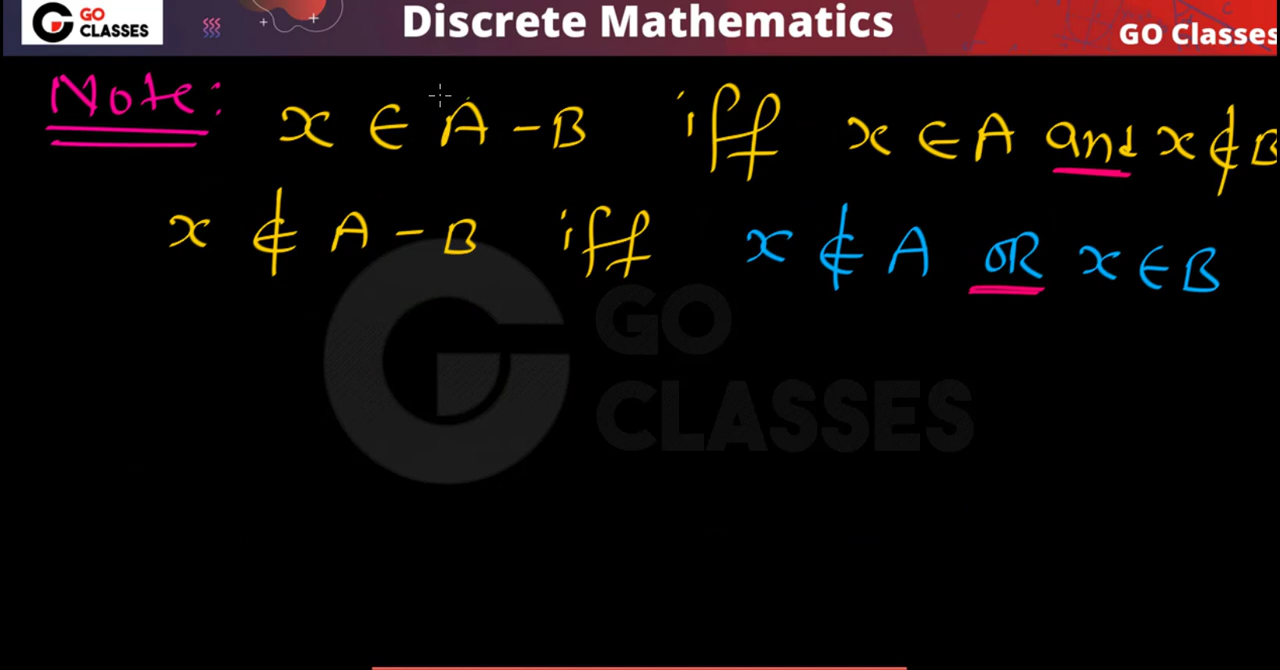 GO CLASSES
Discrete Mathematics
GO Classes
Note: x ∈ A - B iff x ∈ A and x ∉ B
x ∉ A - B iff x ∉ A OR x ∈ B
GO
CLASSES